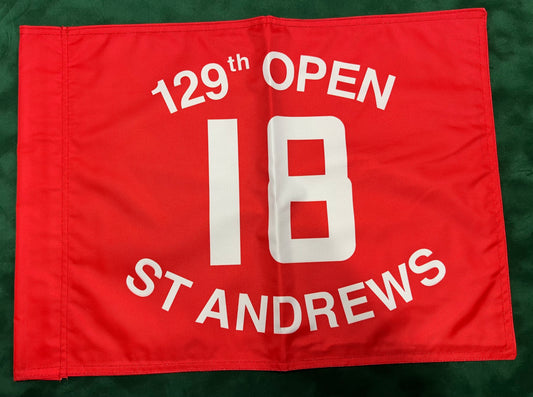 129th OPEN
18
ST ANDREWS